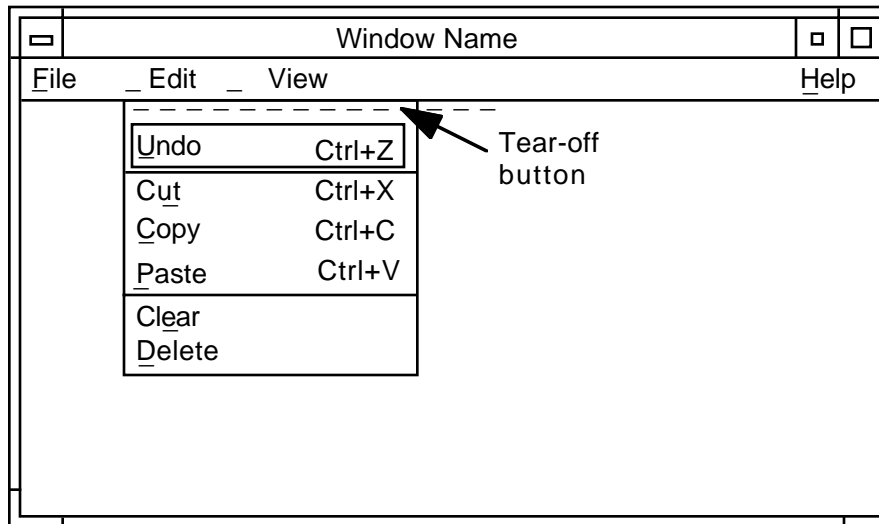 Window Name
File _ Edit _ View Help
Undo Ctrl+Z
Cut Ctrl+X
Copy Ctrl+C
Paste Ctrl+V
Clear
Delete
Tear-off
button